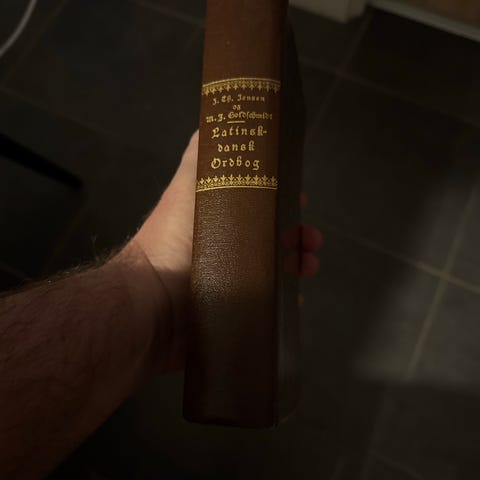 J. Th. Jensen
og
M. J. Goldschmidt
Latinsk-
dansk
Ordbog